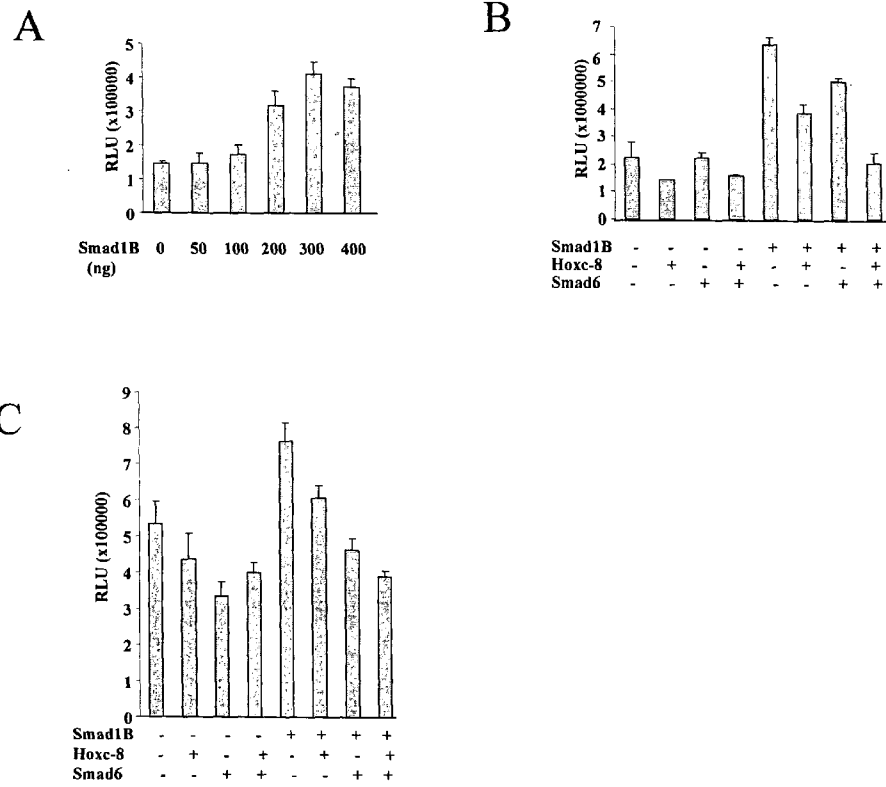 A
RLU (x100000)
5
4
3
2
1
0
Smad1B 0 50 100 200 300 400
(ng)
B
RLU (x1000000)
7
6
5
4
3
2
1
0
Smad1B - - - - + + + +
Hoxc-8 - + - + - + - +
Smad6 - - + + - - + +
C
RLU (x100000)
9
8
7
6
5
4
3
2
1
0
Smad1B - - - - + + + +
Hoxc-8 - + - + - + - +
Smad6 - - + + - - + +